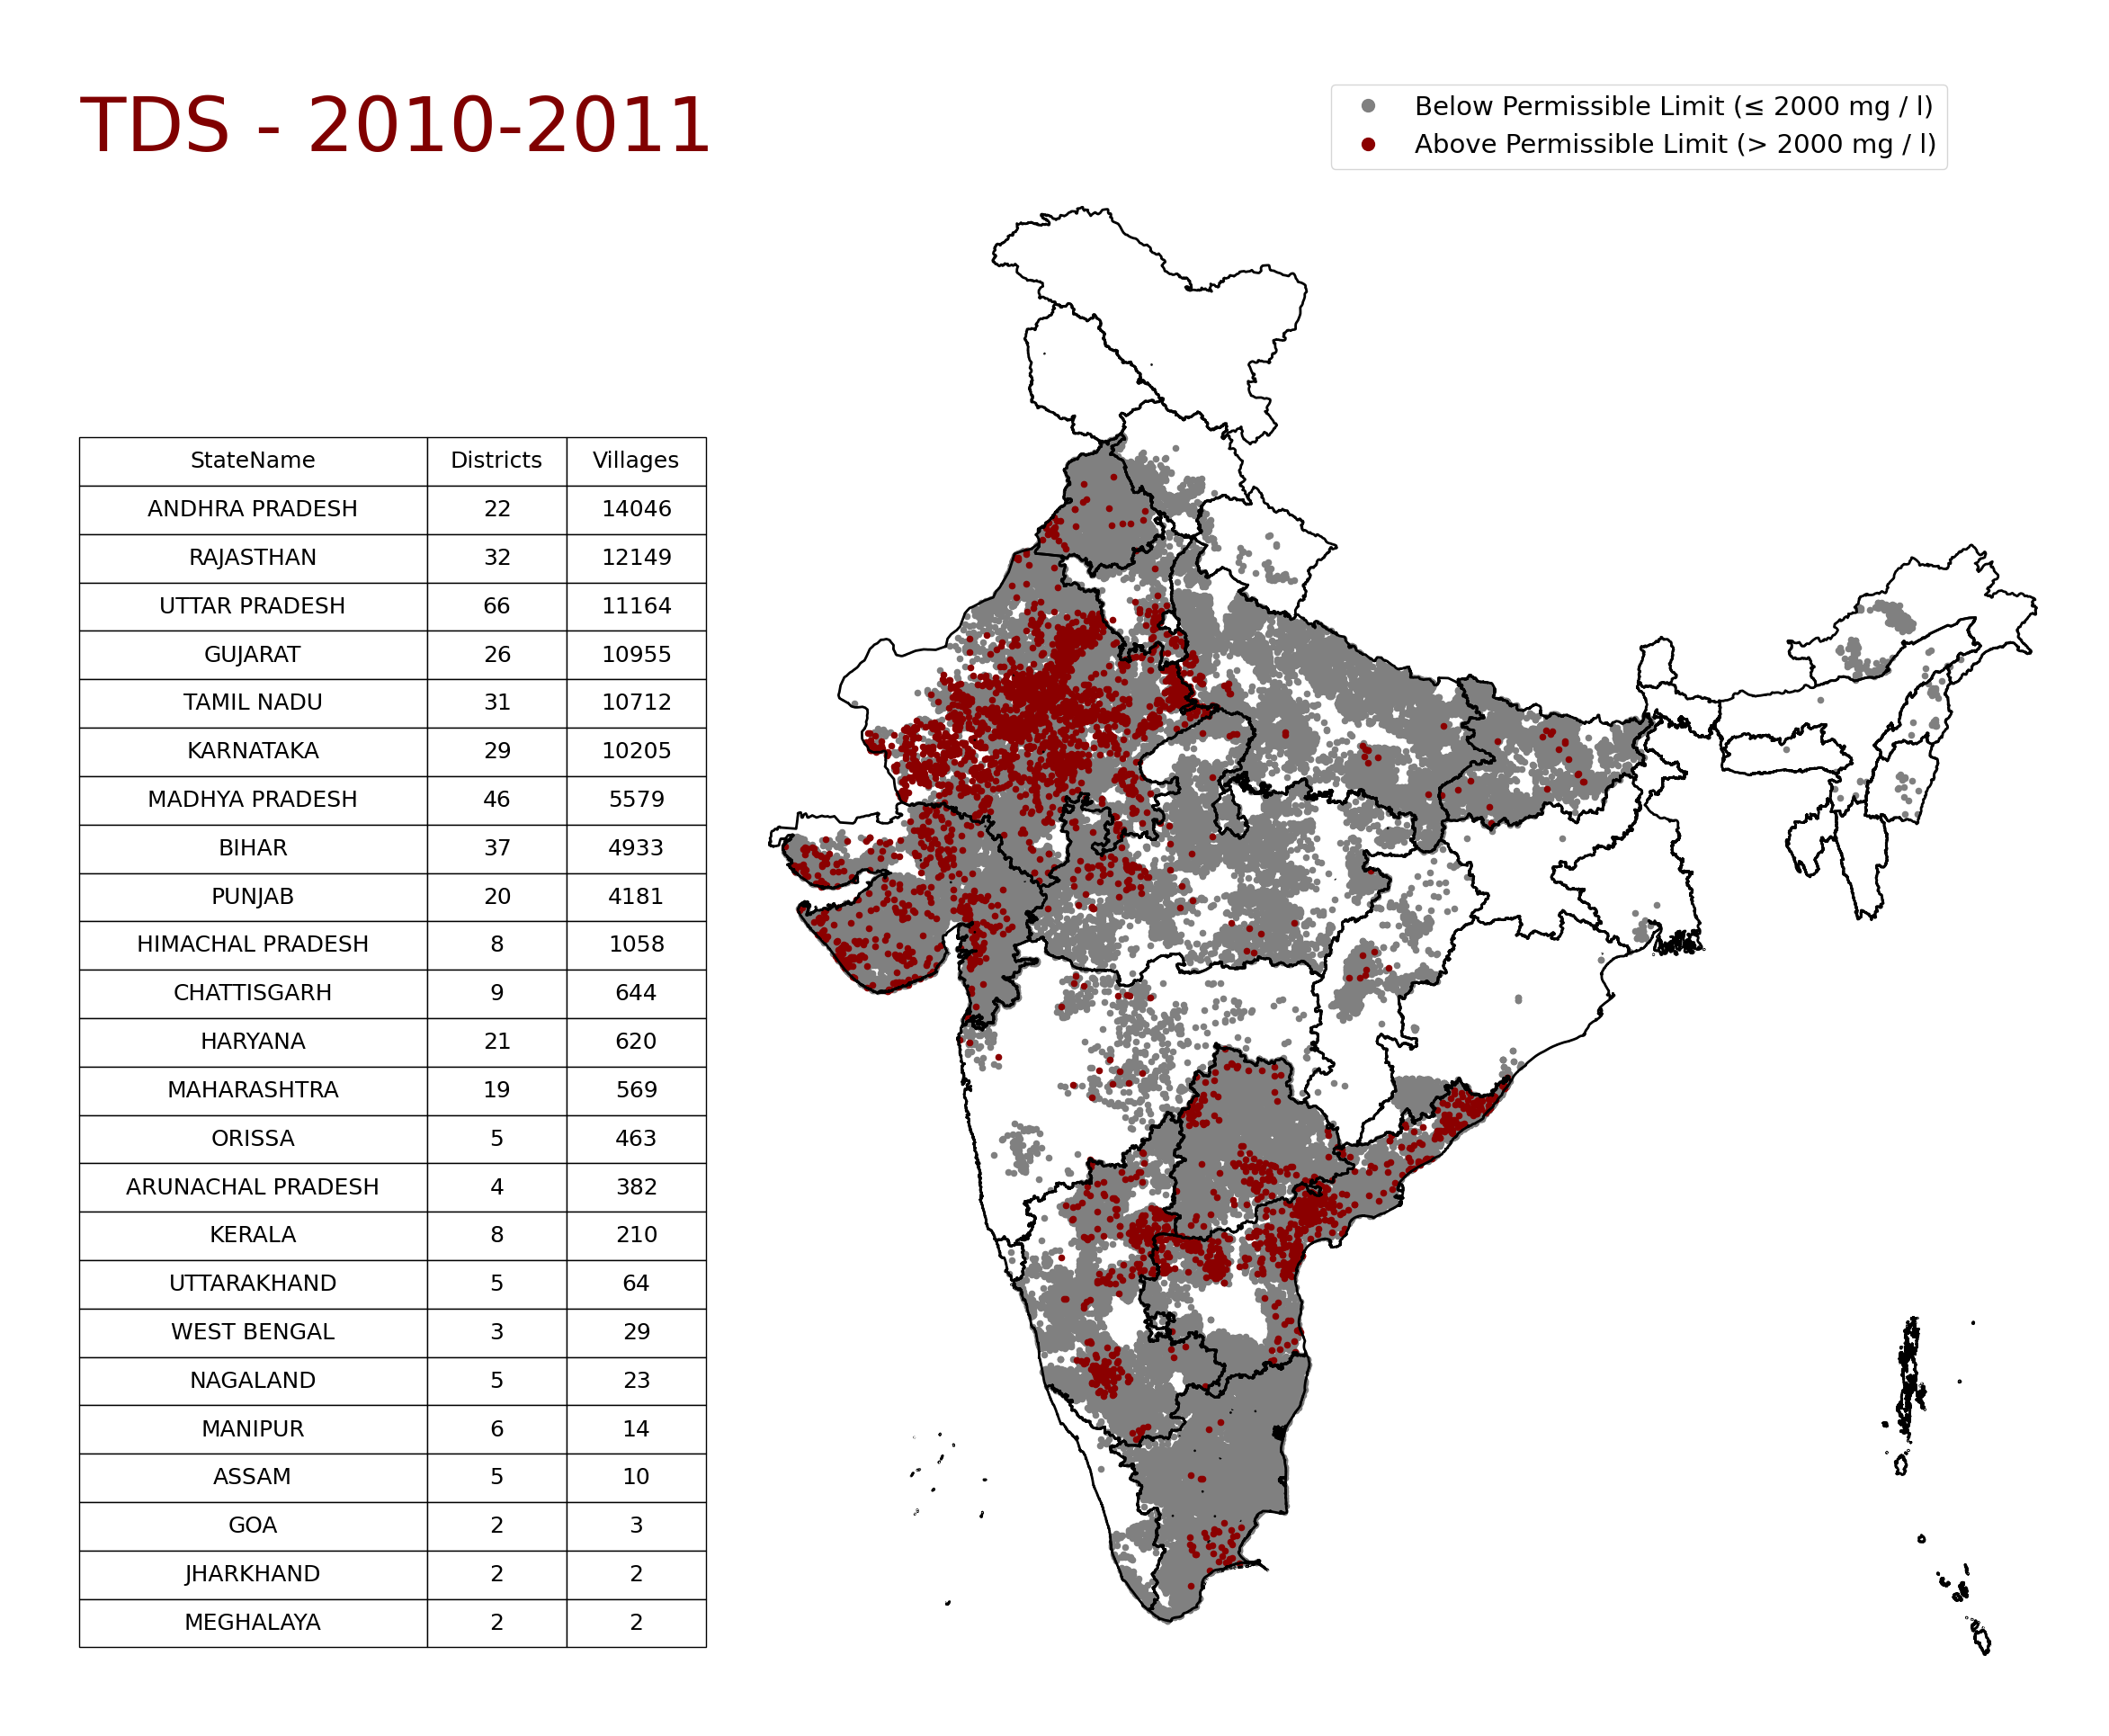 TDS - 2010-2011
Below Permissible Limit (≤ 2000 mg / l)
Above Permissible Limit (> 2000 mg / l)
StateName Districts Villages
ANDHRA PRADESH 22 14046
RAJASTHAN 32 12149
UTTAR PRADESH 66 11164
GUJARAT 26 10955
TAMIL NADU 31 10712
KARNATAKA 29 10205
MADHYA PRADESH 46 5579
BIHAR 37 4933
PUNJAB 20 4181
HIMACHAL PRADESH 8 1058
CHATTISGARH 9 644
HARYANA 21 620
MAHARASHTRA 19 569
ORISSA 5 463
ARUNACHAL PRADESH 4 382
KERALA 8 210
UTTARAKHAND 5 64
WEST BENGAL 3 29
NAGALAND 5 23
MANIPUR 6 14
ASSAM 5 10
GOA 2 3
JHARKHAND 2 2
MEGHALAYA 2 2